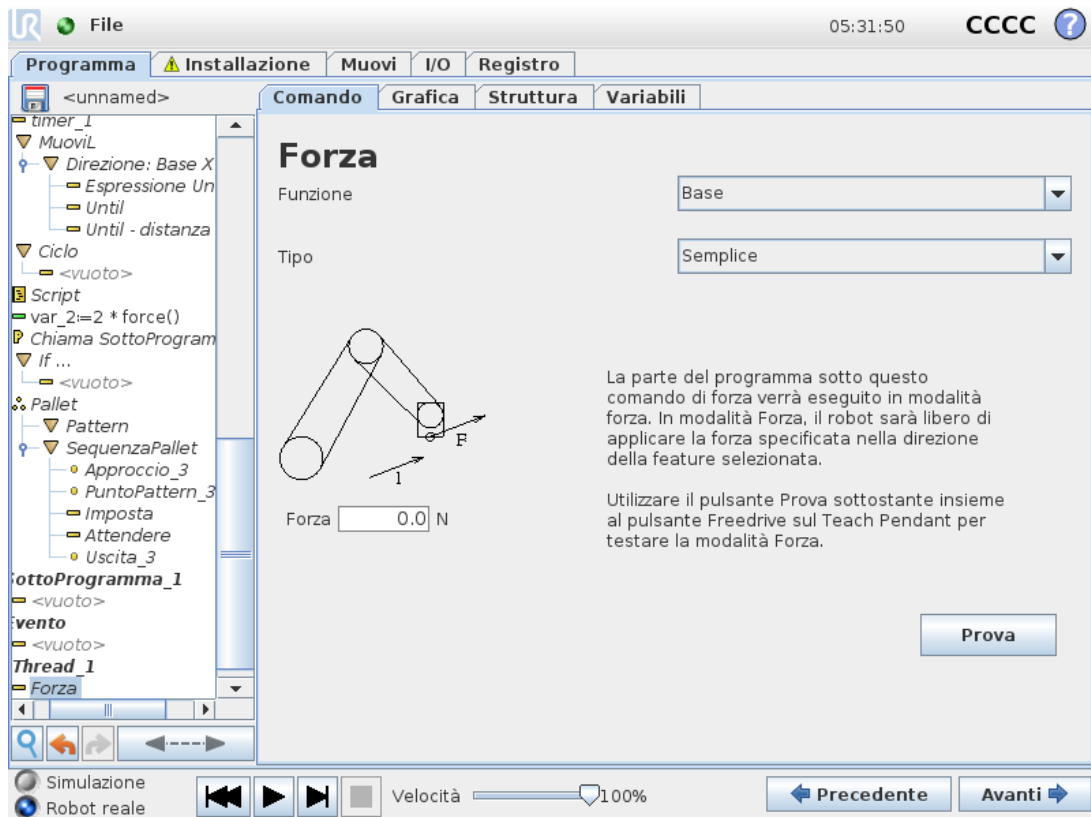 UR
File
05:31:50
CCCC
?
Programma
Installazione
Muovi
I/O
Registro
<unnamed>
Comando
Grafica
Struttura
Variabili
timer_1
MuoviL
Direzione: Base X
Espressione Un
Until
Until - distanza
Ciclo
<vuoto>
Script
var_2:=2 * force()
Chiama SottoProgram
If ...
<vuoto>
Pallet
Pattern
SequenzaPallet
Approccio_3
PuntoPattern_3
Imposta
Attendere
Uscita_3
SottoProgramma_1
<vuoto>
Evento
<vuoto>
Thread_1
Forza
Forza
Funzione
Base
Tipo
Semplice
F
1
Forza 0.0 N
La parte del programma sotto questo
comando di forza verrà eseguito in modalità
forza. In modalità Forza, il robot sarà libero di
applicare la forza specificata nella direzione
della feature selezionata.
Utilizzare il pulsante Prova sottostante insieme
al pulsante Freedrive sul Teach Pendant per
testare la modalità Forza.
Prova
Simulazione
Robot reale
Velocità
100%
Precedente
Avanti